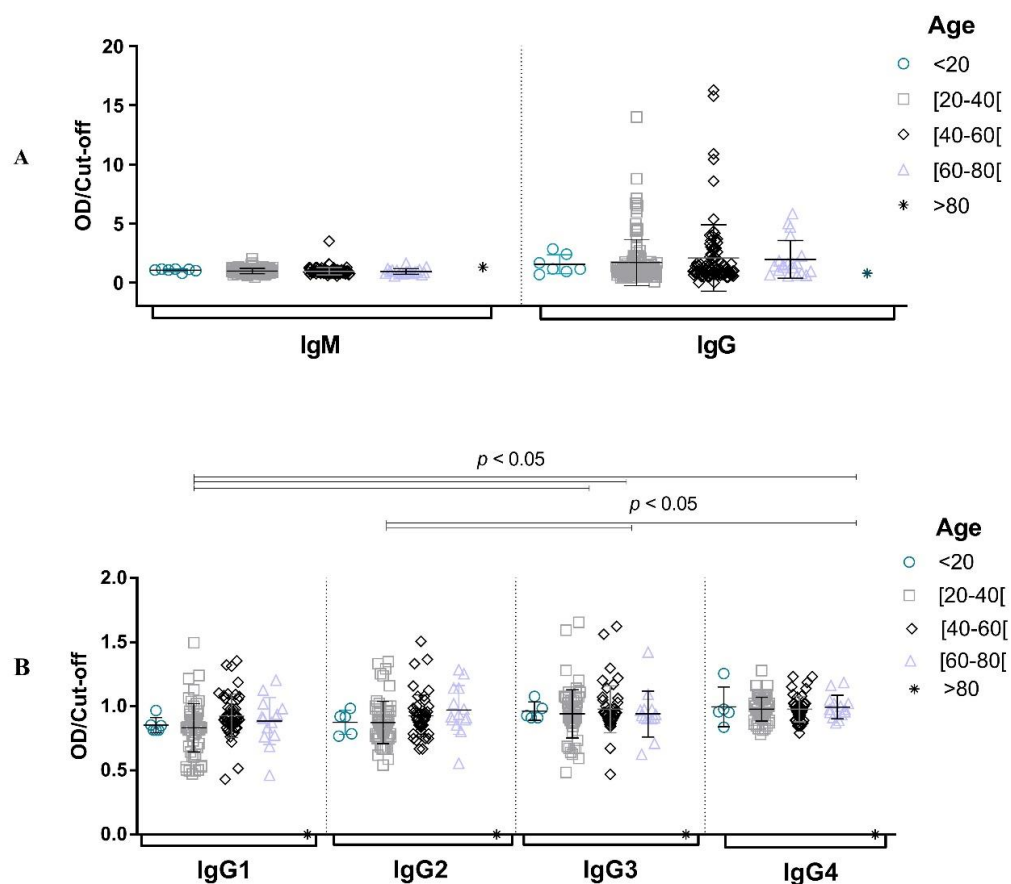 A
OD/Cut-off
20
15
10
5
0
IgM
IgG
Age
<20
[20-40[
[40-60[
[60-80[
>80
B
p < 0.05
p < 0.05
OD/Cut-off
2.0
1.5
1.0
0.5
0.0
IgG1
IgG2
IgG3
IgG4
Age
<20
[20-40[
[40-60[
[60-80[
>80